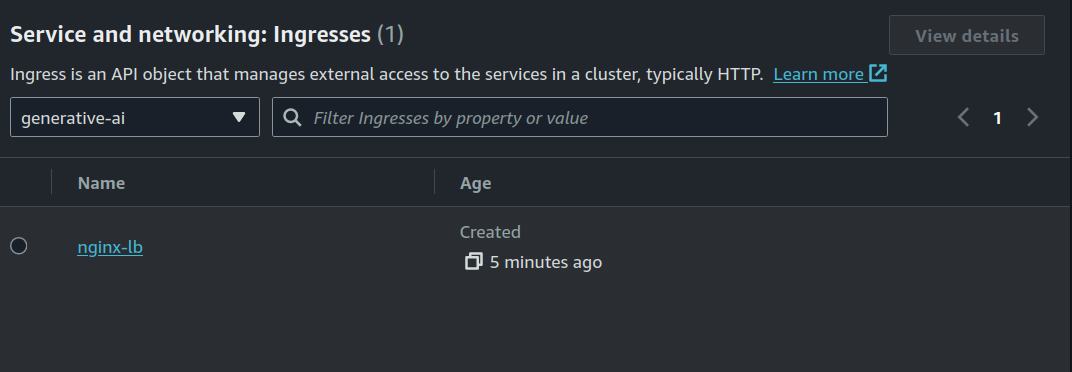 Service and networking: Ingresses (1)
View details
Ingress is an API object that manages external access to the services in a cluster, typically HTTP. Learn more
generative-ai
Filter Ingresses by property or value
1
Name
Age
nginx-lb
Created
5 minutes ago